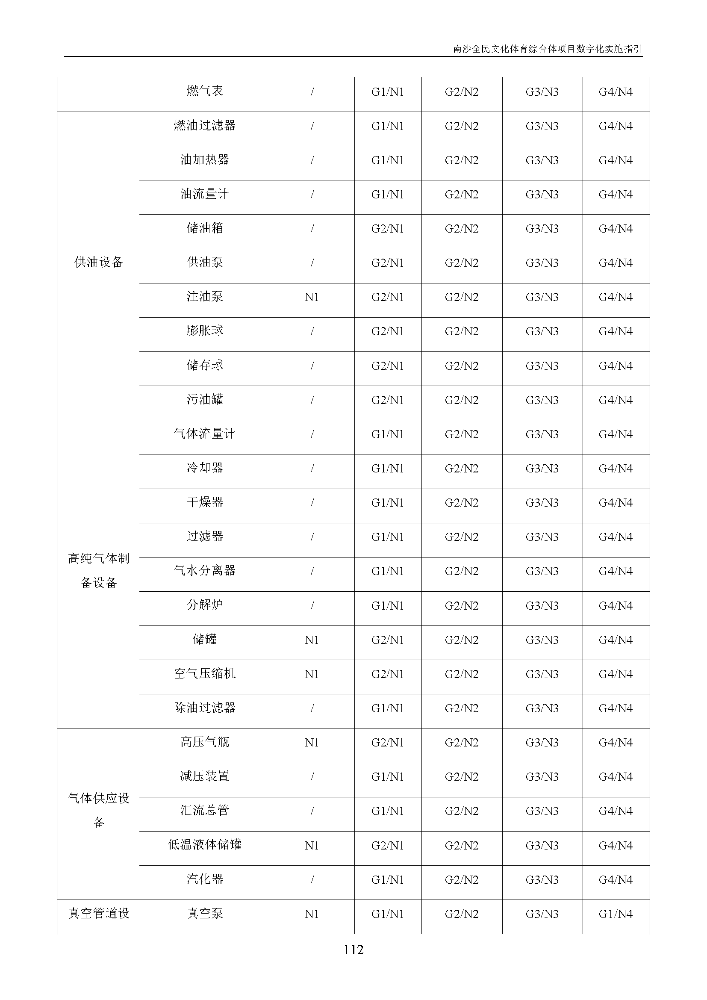 南沙全民文化体育综合体项目数字化实施指引
燃气表 / G1/N1 G2/N2 G3/N3 G4/N4
供油设备
燃油过滤器 / G1/N1 G2/N2 G3/N3 G4/N4
油加热器 / G1/N1 G2/N2 G3/N3 G4/N4
油流量计 / G1/N1 G2/N2 G3/N3 G4/N4
储油箱 / G2/N1 G2/N2 G3/N3 G4/N4
供油泵 / G2/N1 G2/N2 G3/N3 G4/N4
注油泵 N1 G2/N1 G2/N2 G3/N3 G4/N4
膨胀球 / G2/N1 G2/N2 G3/N3 G4/N4
储存球 / G2/N1 G2/N2 G3/N3 G4/N4
污油罐 / G2/N1 G2/N2 G3/N3 G4/N4
高纯气体制
备设备
气体流量计 / G1/N1 G2/N2 G3/N3 G4/N4
冷却器 / G1/N1 G2/N2 G3/N3 G4/N4
干燥器 / G1/N1 G2/N2 G3/N3 G4/N4
过滤器 / G1/N1 G2/N2 G3/N3 G4/N4
气水分离器 / G1/N1 G2/N2 G3/N3 G4/N4
分解炉 / G1/N1 G2/N2 G3/N3 G4/N4
储罐 N1 G2/N1 G2/N2 G3/N3 G4/N4
空气压缩机 N1 G2/N1 G2/N2 G3/N3 G4/N4
除油过滤器 / G1/N1 G2/N2 G3/N3 G4/N4
气体供应设
备
高压气瓶 N1 G2/N1 G2/N2 G3/N3 G4/N4
减压装置 / G1/N1 G2/N2 G3/N3 G4/N4
汇流总管 / G1/N1 G2/N2 G3/N3 G4/N4
低温液体储罐 N1 G2/N1 G2/N2 G3/N3 G4/N4
汽化器 / G1/N1 G2/N2 G3/N3 G4/N4
真空管道设 真空泵 N1 G1/N1 G2/N2 G3/N3 G1/N4
112